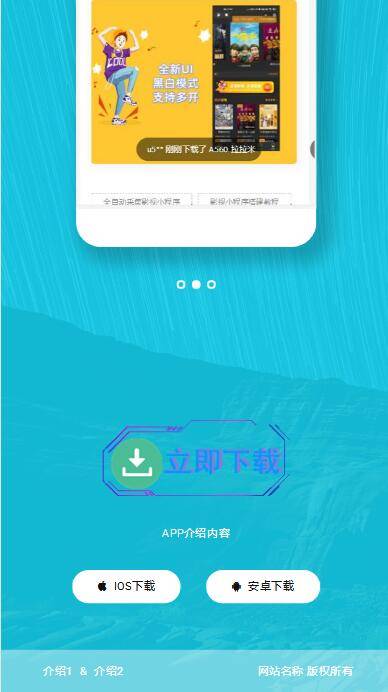 全新UI
黑白模式
支持多开
u5** 刚刚下载了 A560 拉拉米
全自动采集影视小程序
影视小程序搭建教程
立即下载
APP介绍内容
IOS下载
安卓下载
介绍1 & 介绍2
网站名称 版权所有